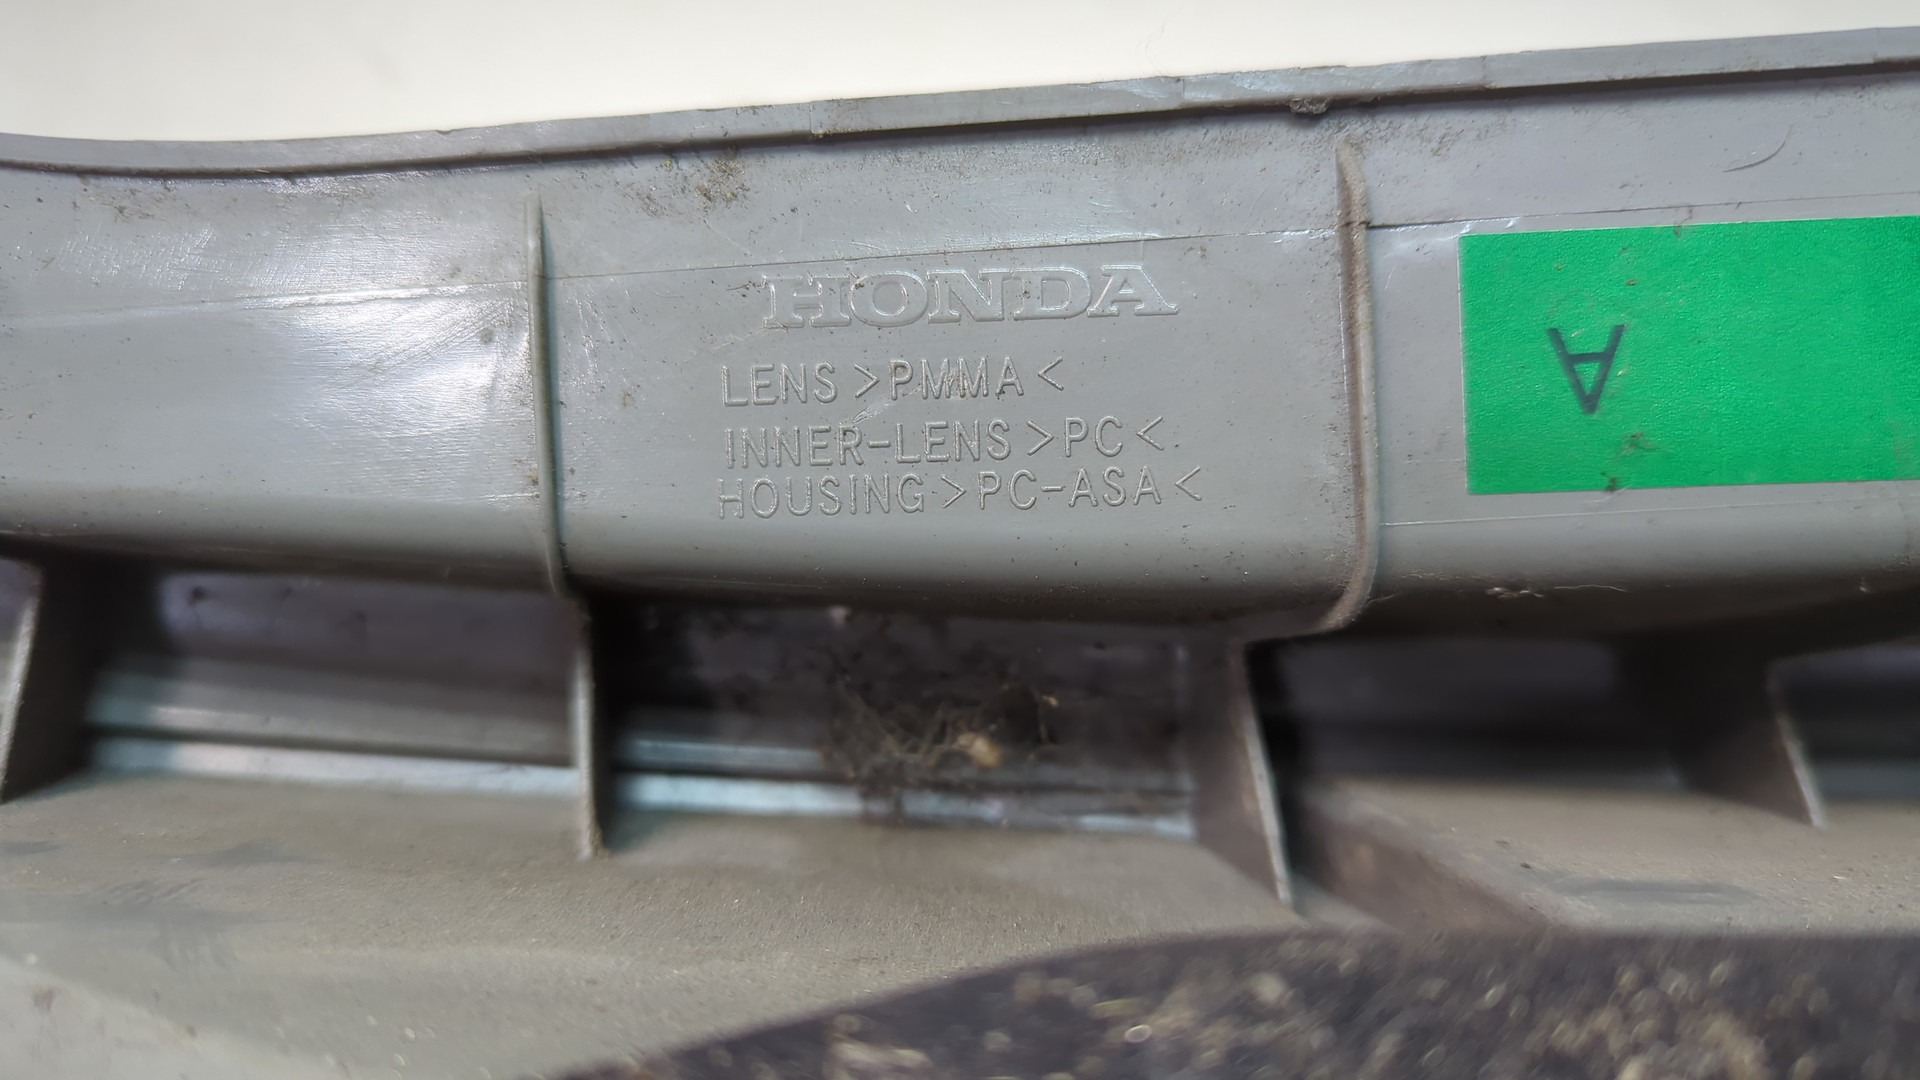 HONDA
LENS >PMMA<
INNER-LENS >PC<
HOUSING >PC-ASA<
A